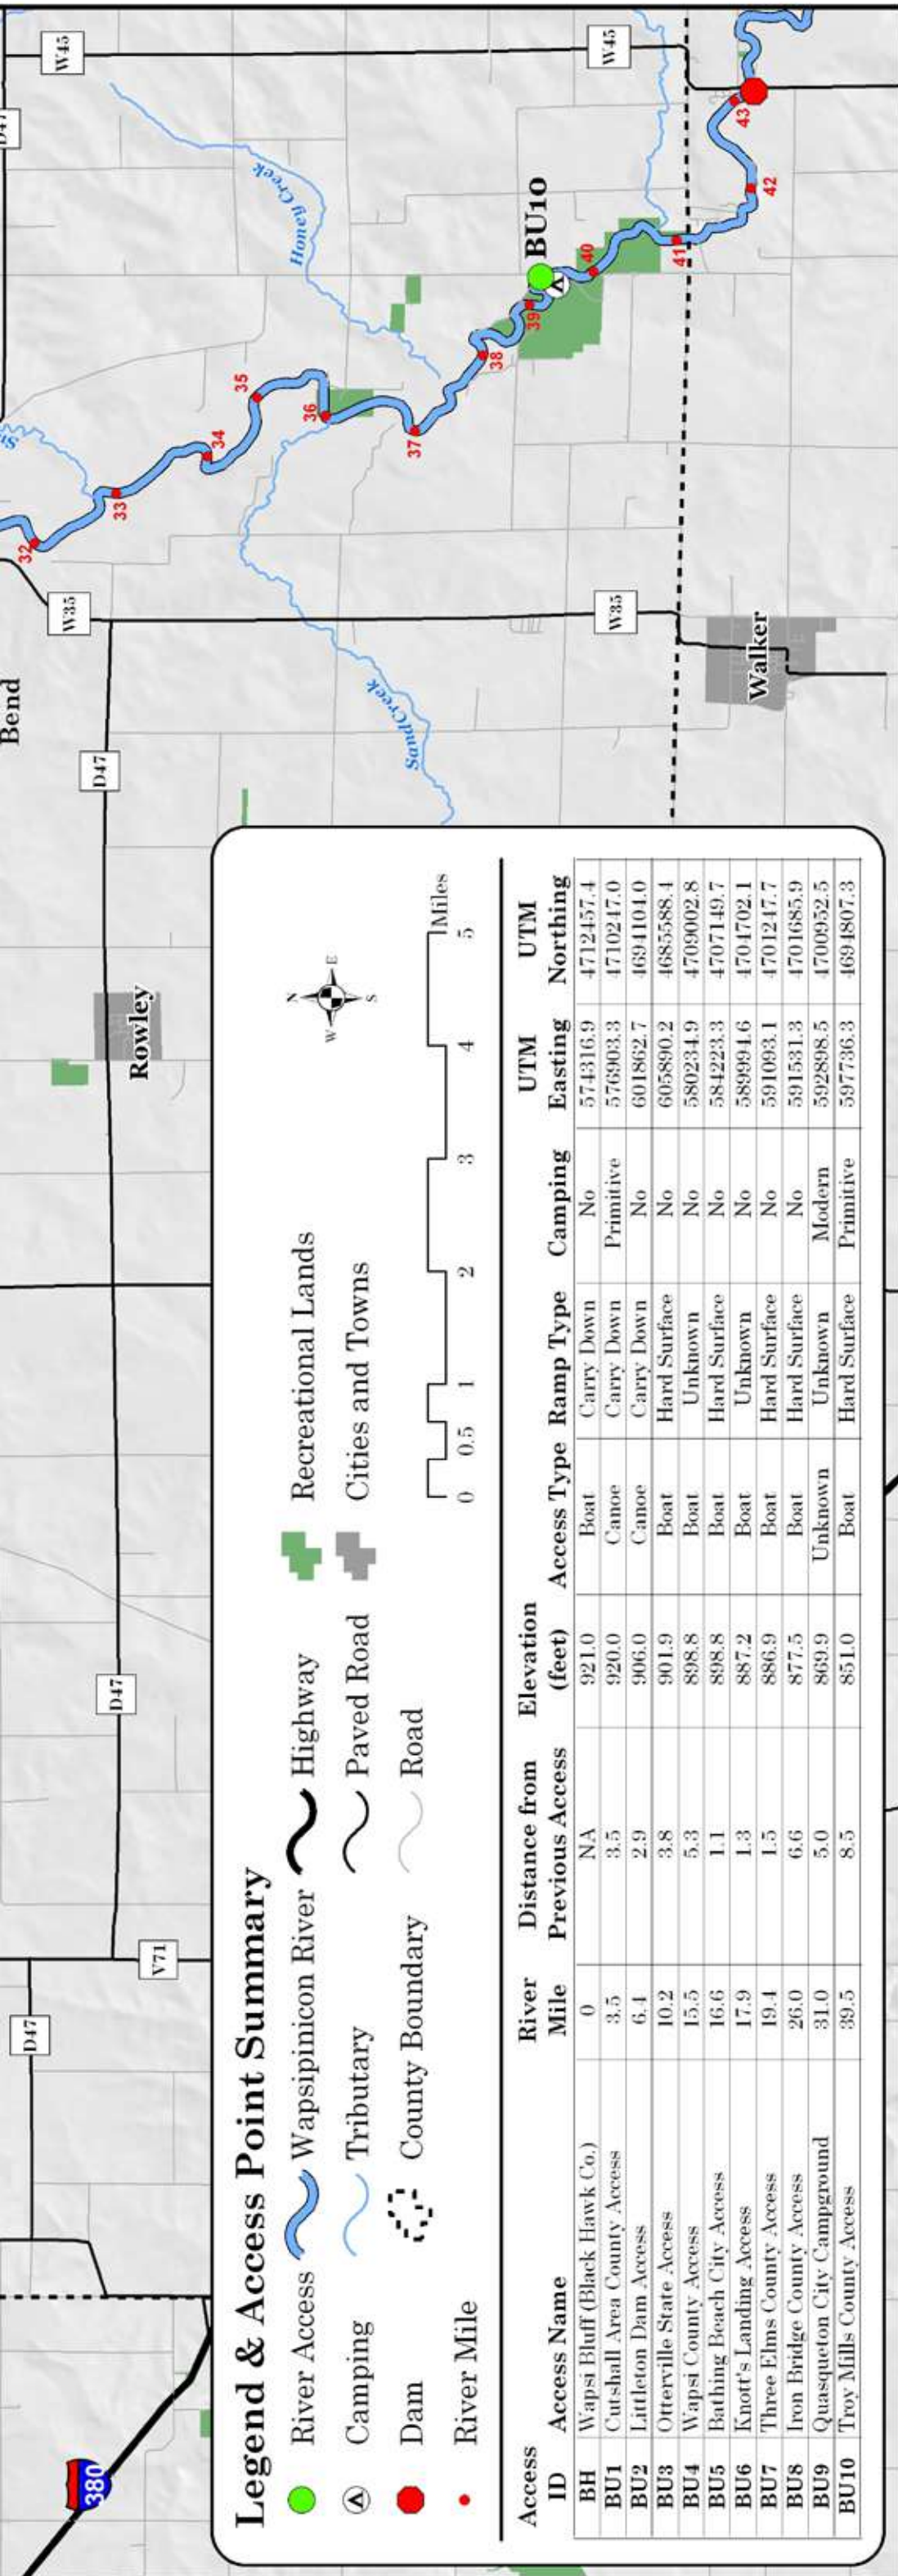 380
D47
V71
D47
Rowley
D47
Bend
W35
W35
Walker
Sand Creek
Honey Creek
D47
W45
W45
32
33
34
35
36
37
38
39
BU10
40
41
42
43
Legend & Access Point Summary
River Access Wapsipinicon River Highway Recreational Lands
Camping Tributary Paved Road Cities and Towns
Dam County Boundary Road
River Mile
N
W E
S
0 0.5 1 2 3 4 5 Miles
Access ID Access Name River Mile Distance from Previous Access Elevation (feet) Access Type Ramp Type Camping UTM Easting UTM Northing
BH Wapsi Bluff (Black Hawk Co.) 0 NA 921.0 Boat Carry Down No 574316.9 4712457.4
BU1 Cutshall Area County Access 3.5 3.5 920.0 Canoe Carry Down Primitive 576903.3 4710247.0
BU2 Littleton Dam Access 6.4 2.9 906.0 Canoe Carry Down No 601862.7 4694104.0
BU3 Otterville State Access 10.2 3.8 901.9 Boat Hard Surface No 605890.2 4685588.4
BU4 Wapsi County Access 15.5 5.3 898.8 Boat Unknown No 580234.9 4709002.8
BU5 Bathing Beach City Access 16.6 1.1 898.8 Boat Hard Surface No 584223.3 4707149.7
BU6 Knott's Landing Access 17.9 1.3 887.2 Boat Unknown No 589994.6 4704702.1
BU7 Three Elms County Access 19.4 1.5 886.9 Boat Hard Surface No 591093.1 4701247.7
BU8 Iron Bridge County Access 26.0 6.6 877.5 Boat Hard Surface No 591531.3 4701685.9
BU9 Quasqueton City Campground 31.0 5.0 869.9 Unknown Unknown Modern 592898.5 4700952.5
BU10 Troy Mills County Access 39.5 8.5 851.0 Boat Hard Surface Primitive 597736.3 4694807.3